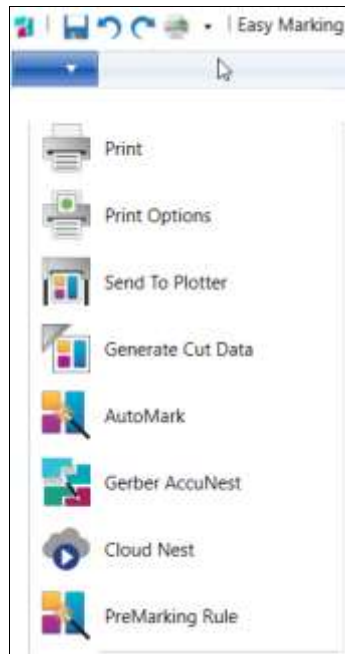 Easy Marking
Print
Print Options
Send To Plotter
Generate Cut Data
AutoMark
Gerber AccuNest
Cloud Nest
PreMarking Rule